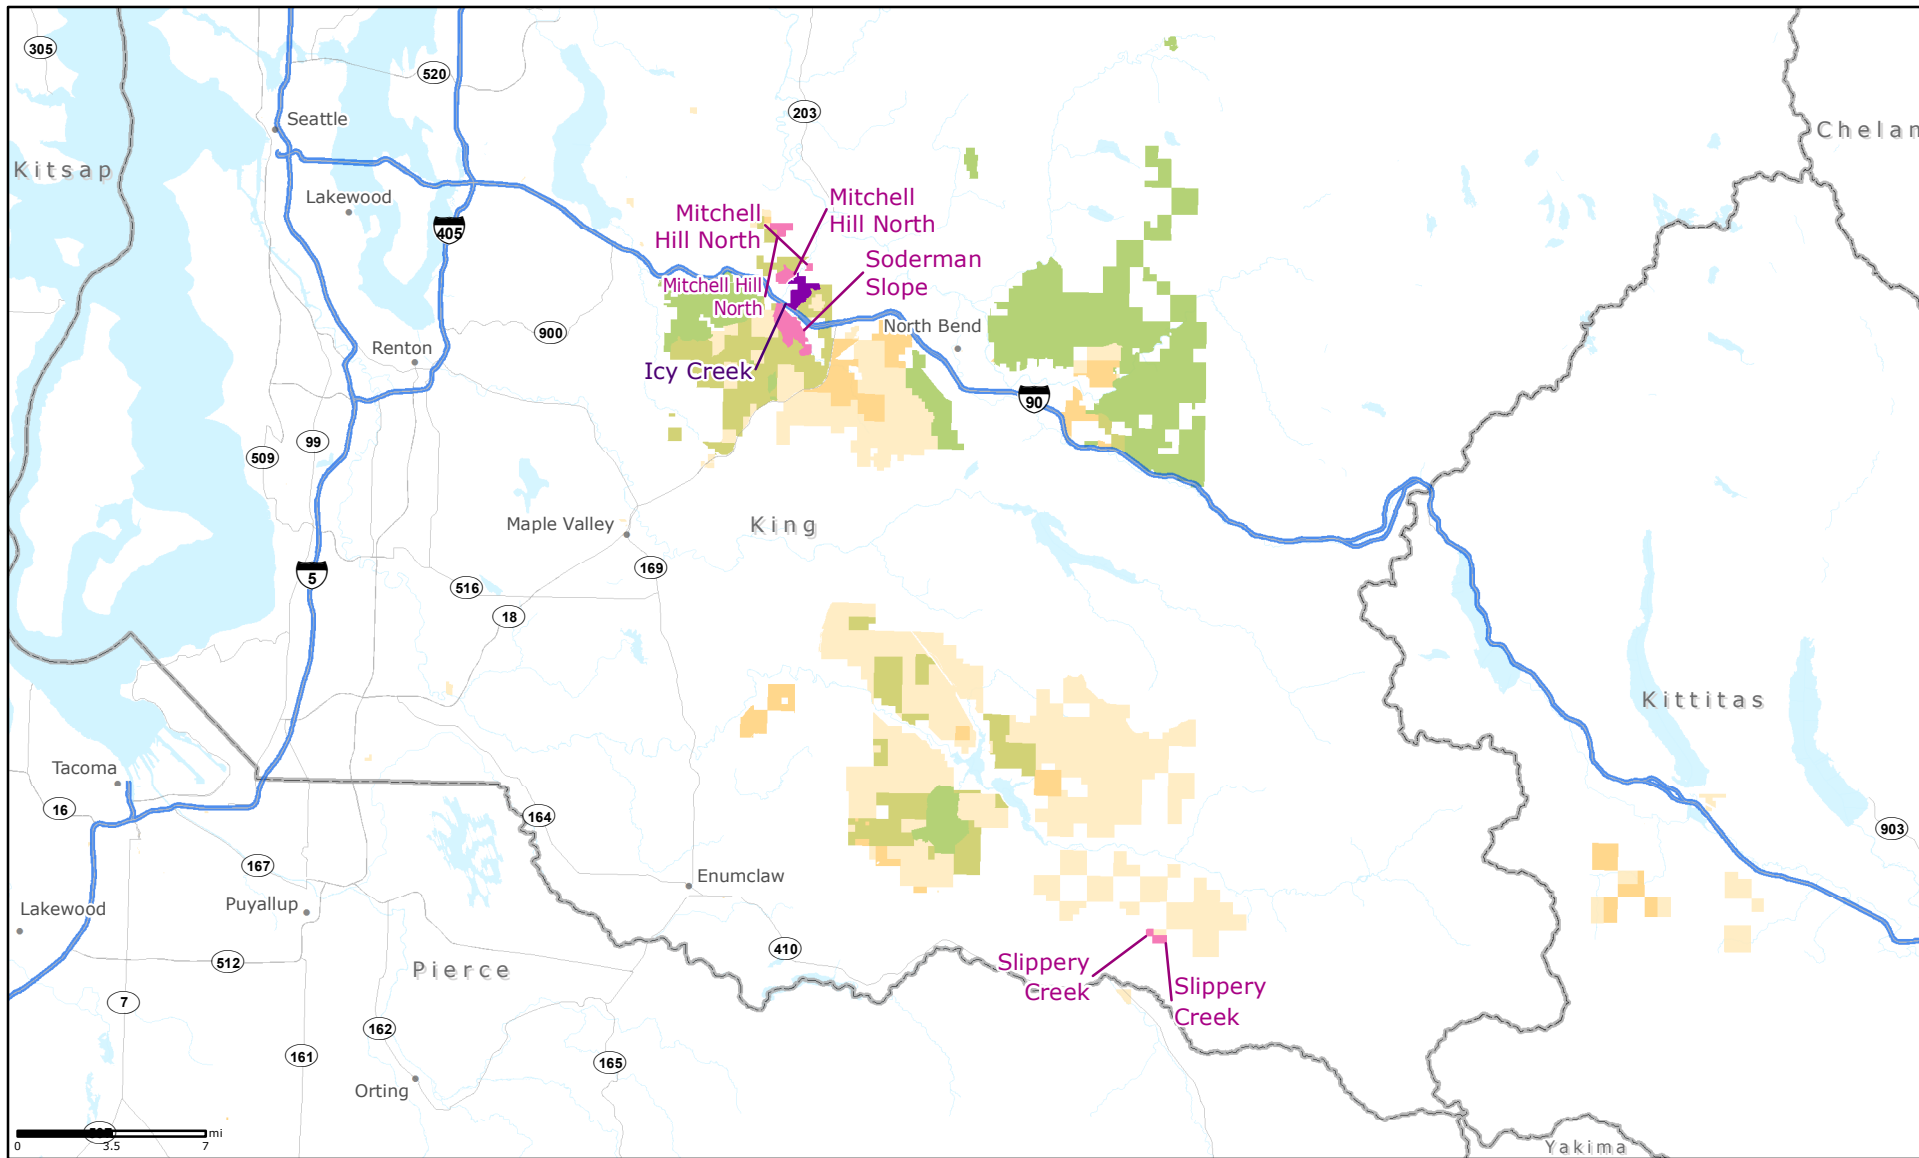 305
520
203
Seattle
Chelan
Kitsap
Lakewood
405
Mitchell
Hill North
Mitchell
Hill North
Soderman
Slope
Mitchell Hill
North
900
North Bend
Renton
Icy Creek
90
99
509
Maple Valley
King
169
5
516
18
Kittitas
Tacoma
16
164
903
167
Enumclaw
Puyallup
Lakewood
410
512
Pierce
Slippery
Creek
Slippery
Creek
7
162
161
165
Orting
mi
0
3.5
7
Yakima